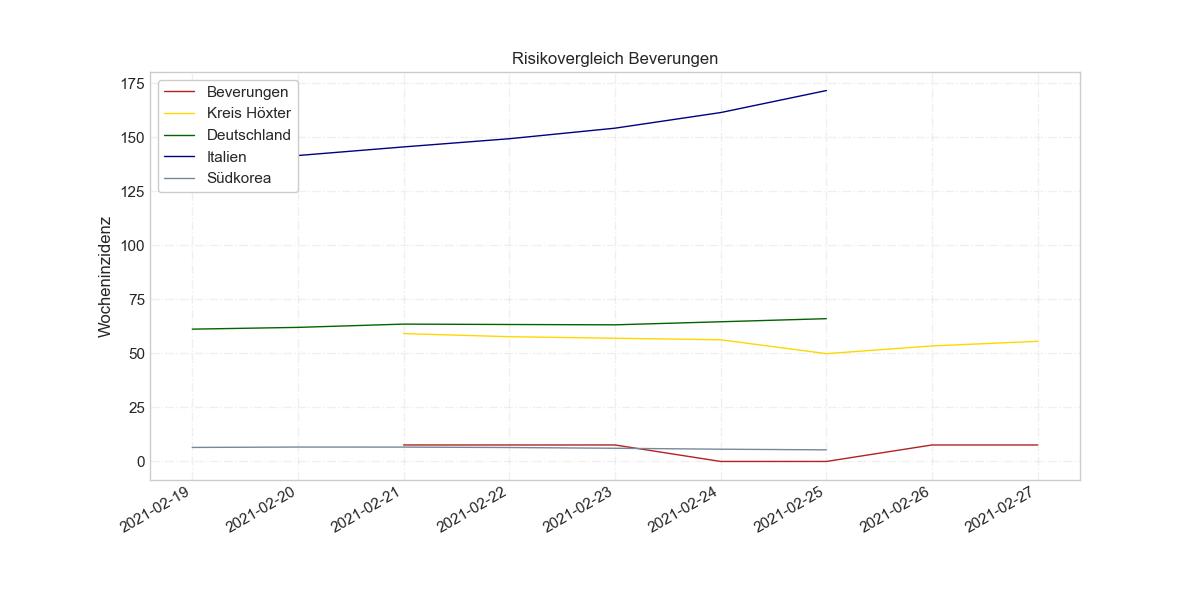 Risikovergleich Beverungen
Wocheninzidenz
175
150
125
100
75
50
25
0
Beverungen
Kreis Höxter
Deutschland
Italien
Südkorea
2021-02-19
2021-02-20
2021-02-21
2021-02-22
2021-02-23
2021-02-24
2021-02-25
2021-02-26
2021-02-27